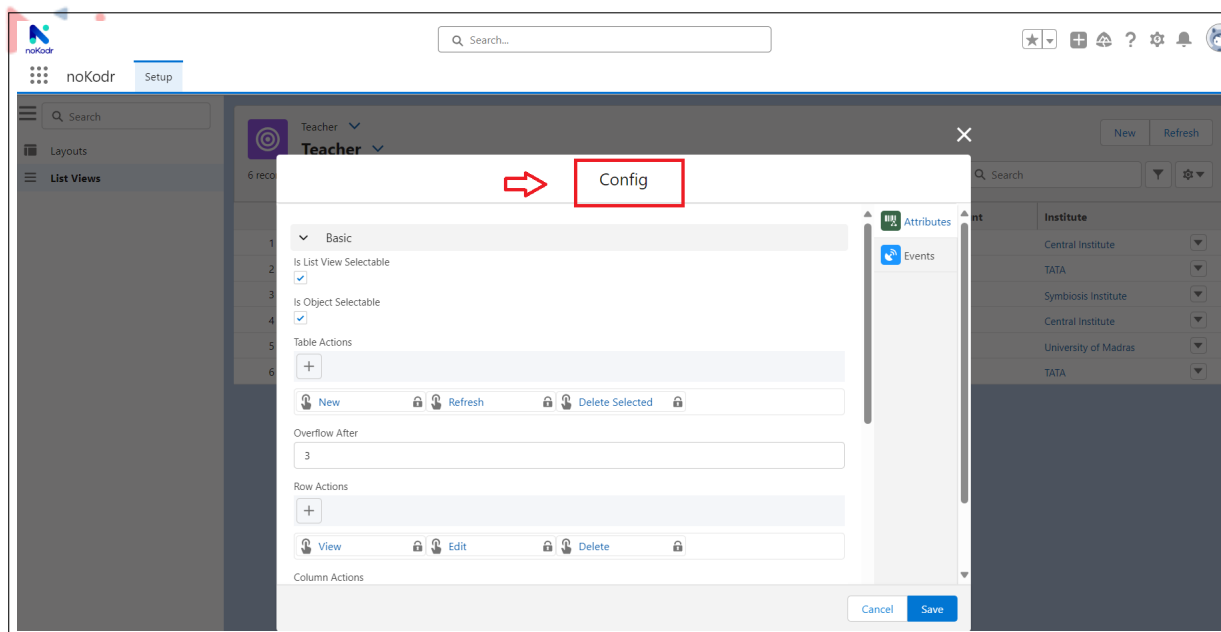 noKodr
Search...
noKodr
Setup
Search
Layouts
List Views
Teacher
Teacher
New
Refresh
6 reco
Search
Config
nt
Institute
1
Central Institute
2
TATA
3
Symbiosis Institute
4
Central Institute
5
University of Madras
6
TATA
Basic
Is List View Selectable
Is Object Selectable
Table Actions
New
Refresh
Delete Selected
Overflow After
3
Row Actions
View
Edit
Delete
Column Actions
Attributes
Events
Cancel
Save